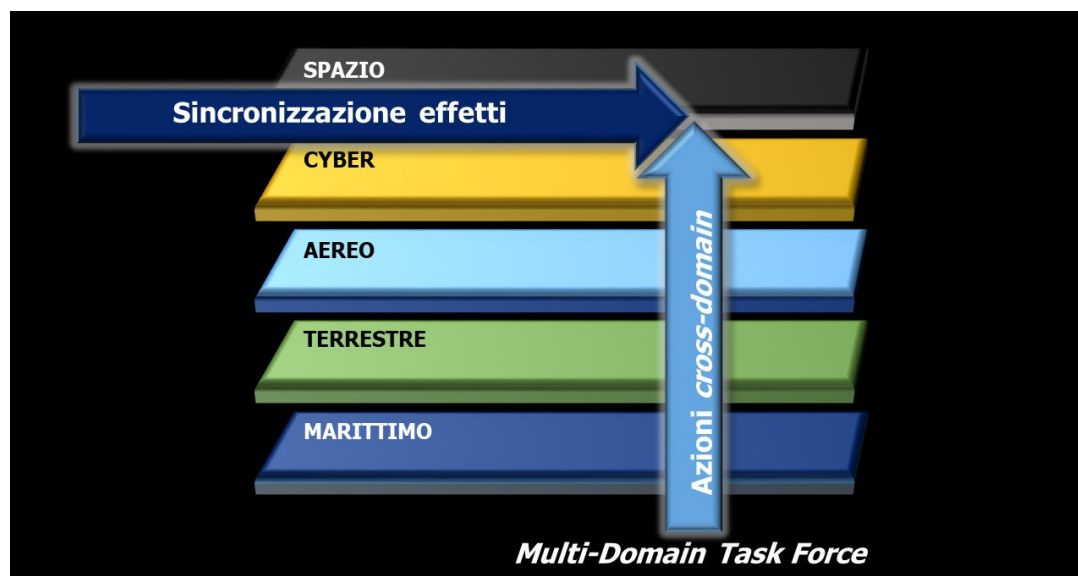 SPAZIO
Sincronizzazione effetti
CYBER
AEREO
TERRESTRE
MARITTIMO
Azioni cross-domain
Multi-Domain Task Force